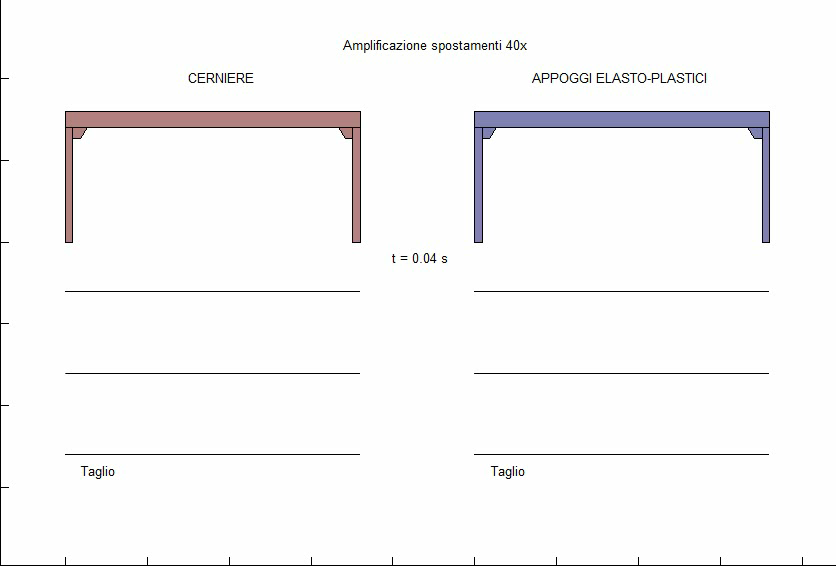 Amplificazione spostamenti 40x
CERNIERE
APPOGGI ELASTO-PLASTICI
t = 0.04 s
Taglio
Taglio